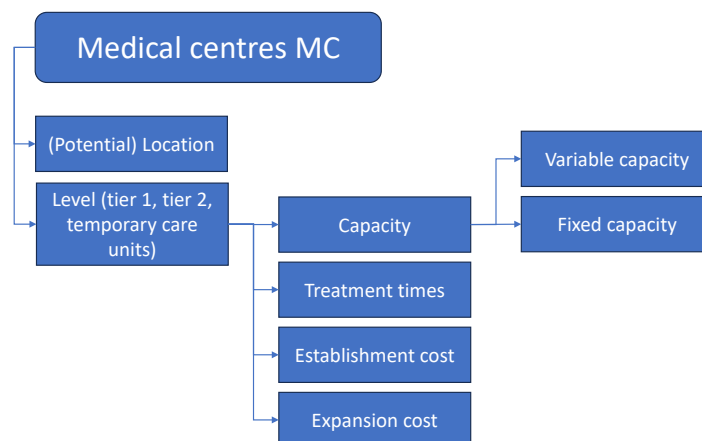 Medical centres MC
(Potential) Location
Level (tier 1, tier 2,
temporary care
units)
Capacity
Treatment times
Establishment cost
Expansion cost
Variable capacity
Fixed capacity